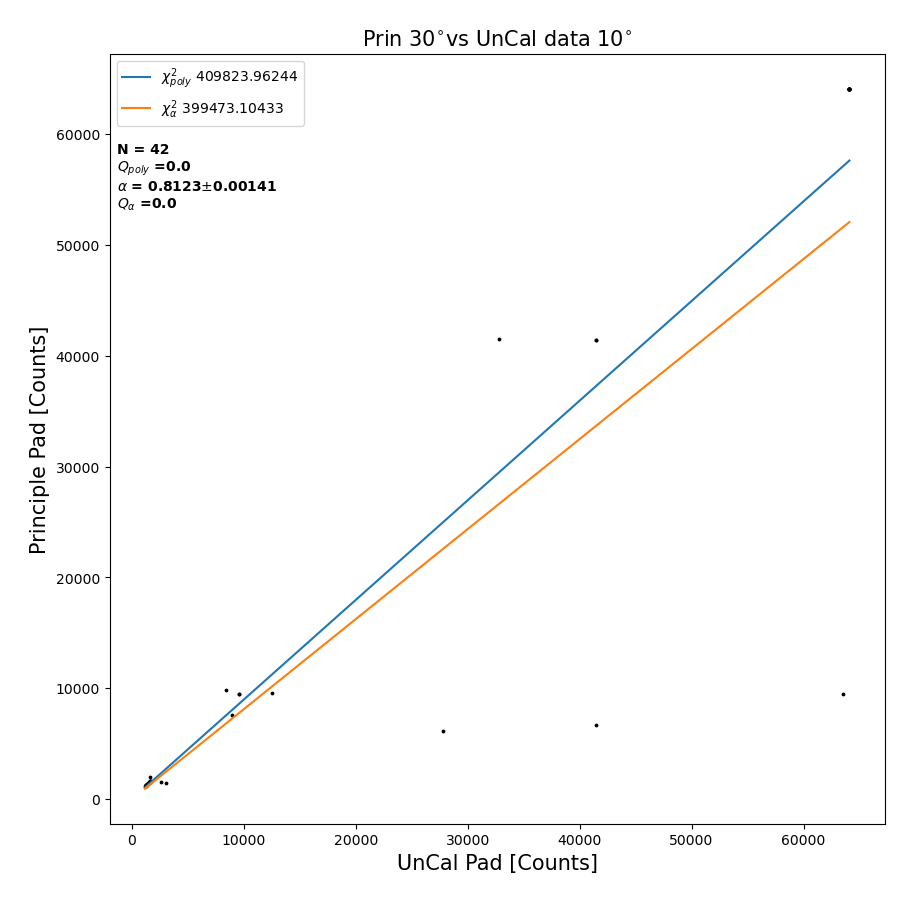 Prin 30°vs UnCal data 10°
χ²poly 409823.96244
χ²α 399473.10433
N = 42
Qpoly =0.0
α = 0.8123±0.00141
Qα =0.0
60000
50000
40000
30000
20000
10000
0
Principle Pad [Counts]
0 10000 20000 30000 40000 50000 60000
UnCal Pad [Counts]